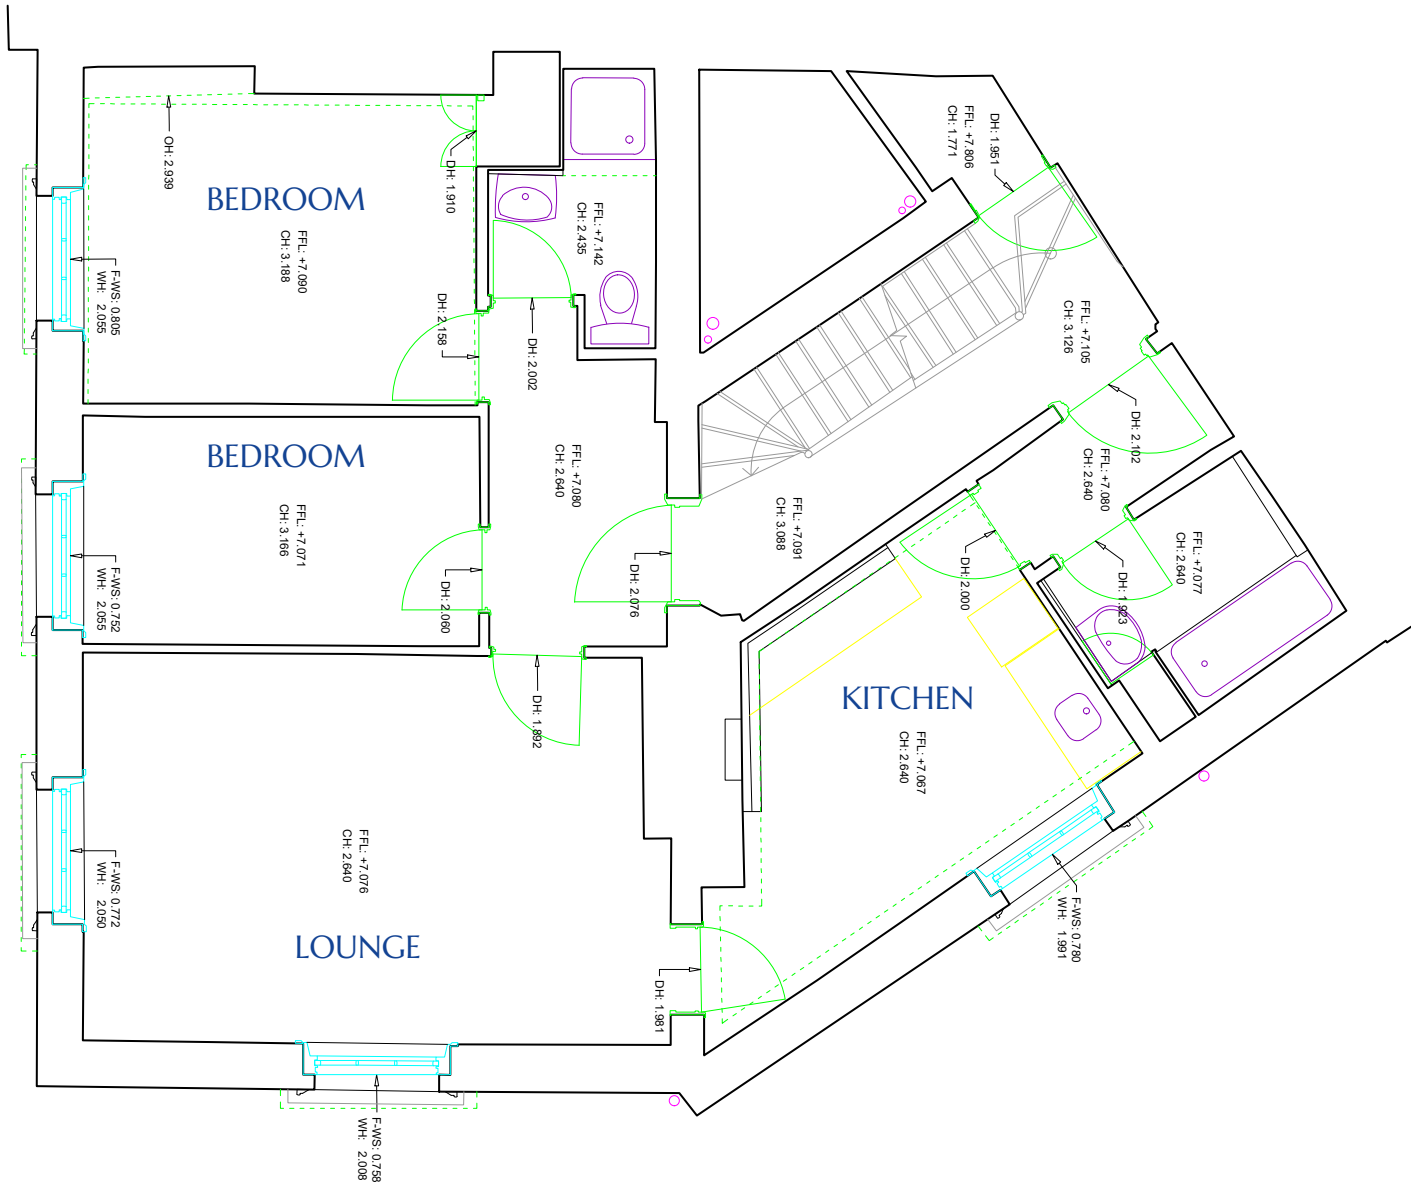 DH: 1.951
FFL: +7.806
CH: 1.771
OH: 2.939
DH: 1.910
BEDROOM
FFL: +7.142
CH: 2.435
FFL: +7.090
CH: 3.188
F-WS: 0.805
WH: 2.055
DH: 2.158
DH: 2.002
FFL: +7.105
CH: 3.126
DH: 2.102
BEDROOM
FFL: +7.080
CH: 2.640
FFL: +7.080
CH: 2.640
FFL: +7.071
CH: 3.166
FFL: +7.091
CH: 3.088
F-WS: 0.752
WH: 2.055
DH: 2.060
DH: 2.076
DH: 2.000
DH: 1.923
FFL: +7.077
CH: 2.640
DH: 1.892
KITCHEN
FFL: +7.067
CH: 2.640
FFL: +7.076
CH: 2.640
F-WS: 0.772
WH: 2.050
LOUNGE
F-WS: 0.780
WH: 1.991
DH: 1.981
F-WS: 0.758
WH: 2.008